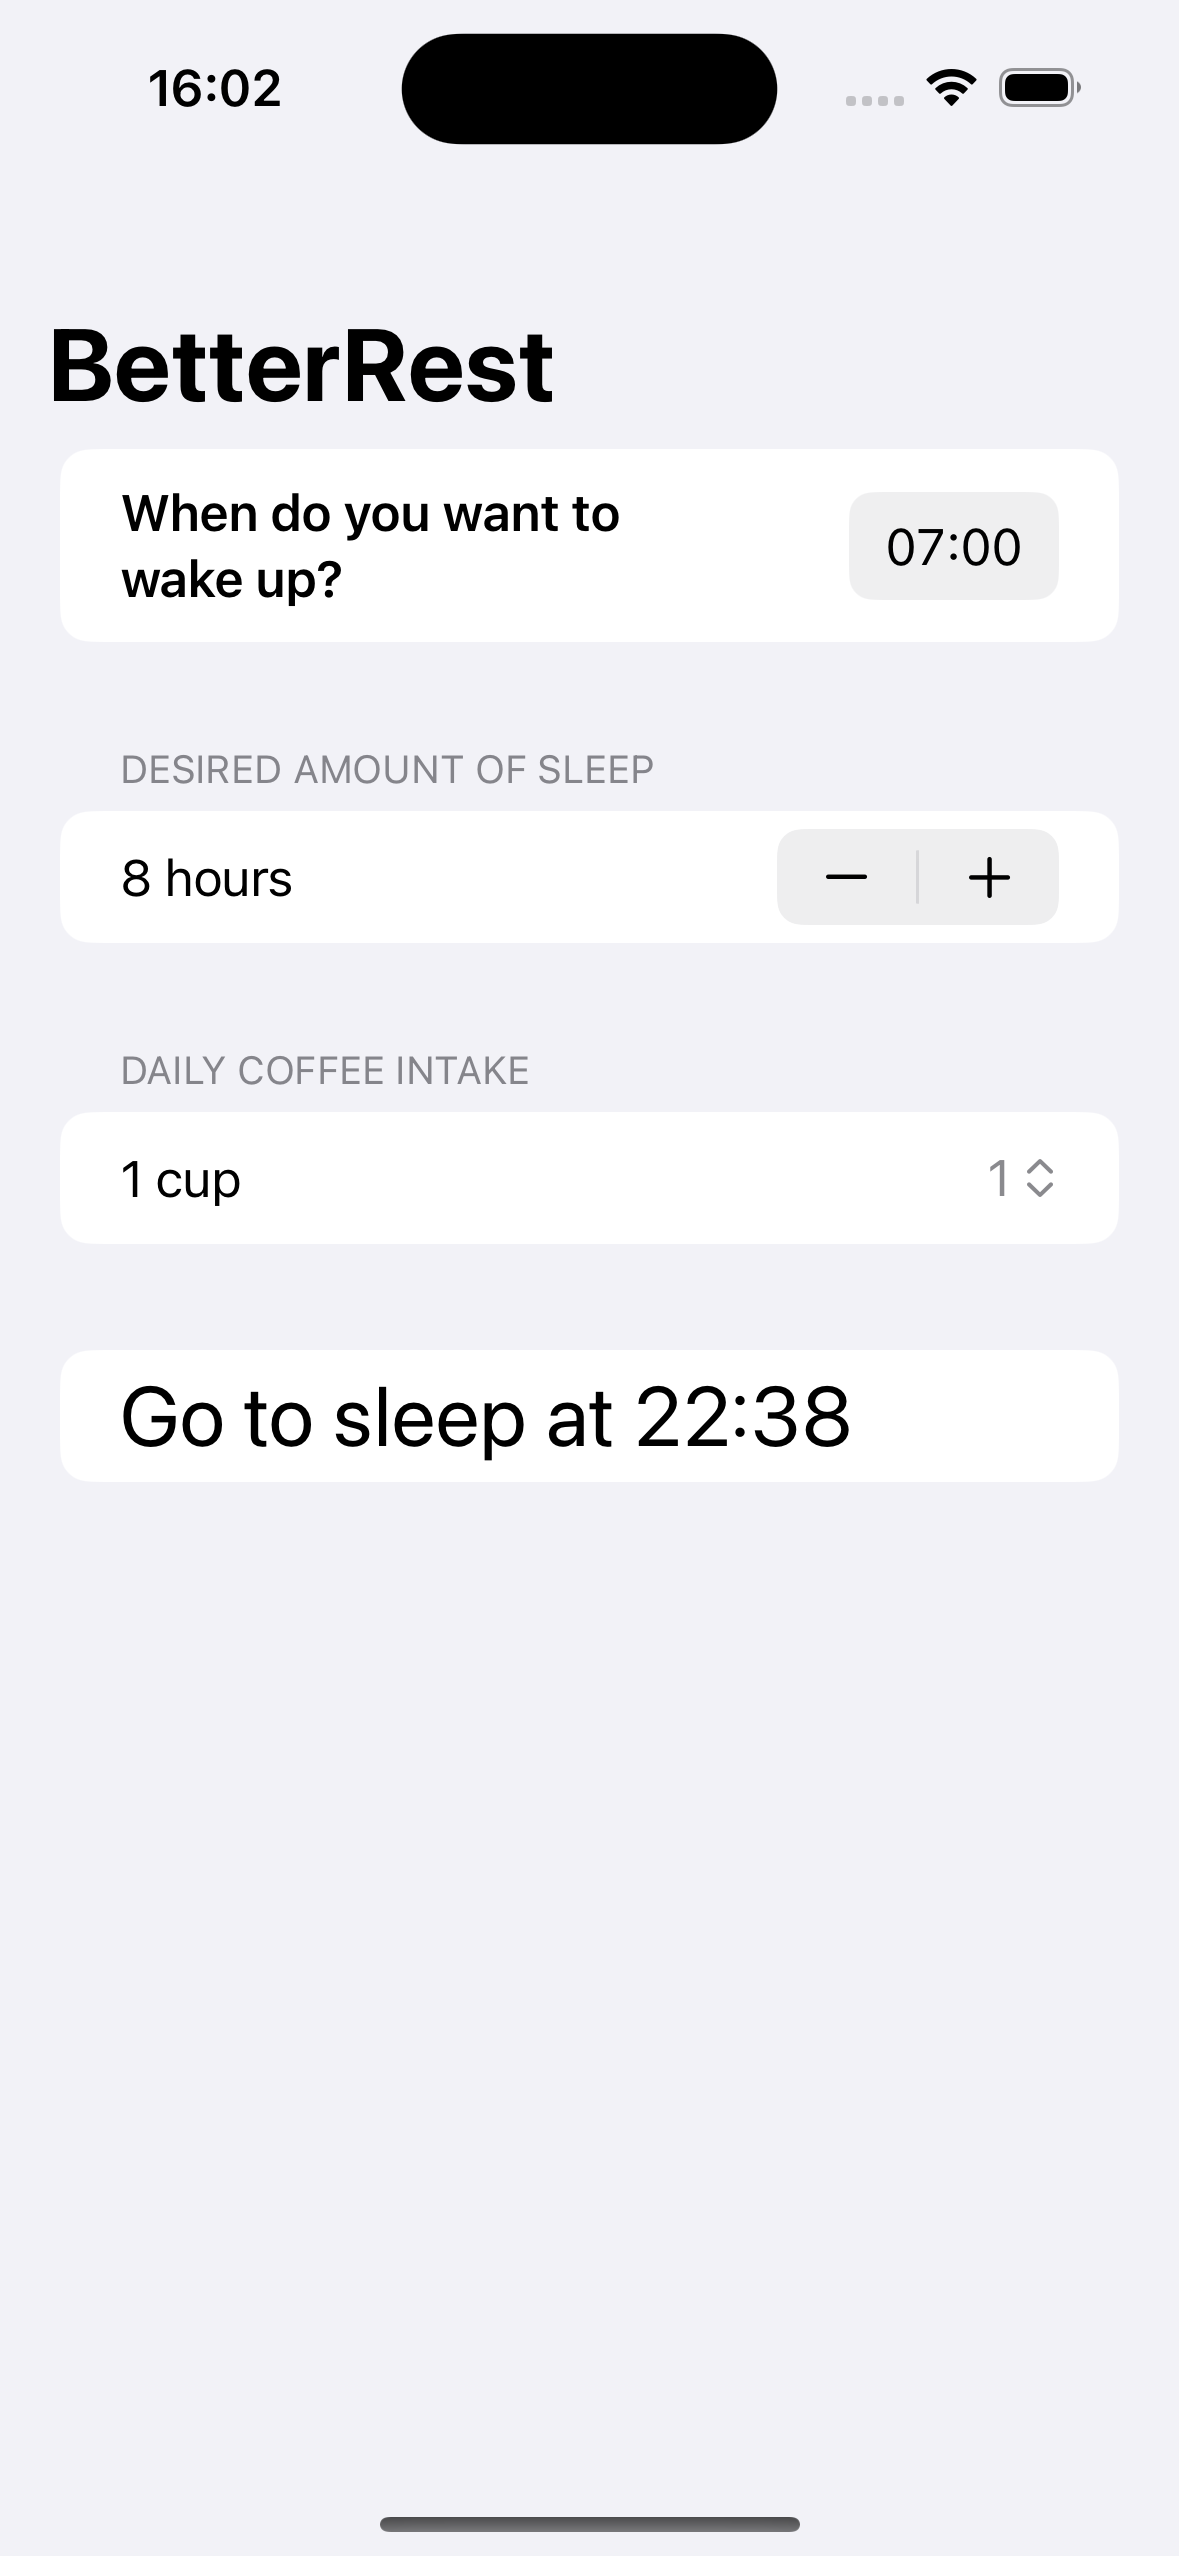 16:02
BetterRest
When do you want to
wake up?
07:00
DESIRED AMOUNT OF SLEEP
8 hours
DAILY COFFEE INTAKE
1 cup
1
Go to sleep at 22:38